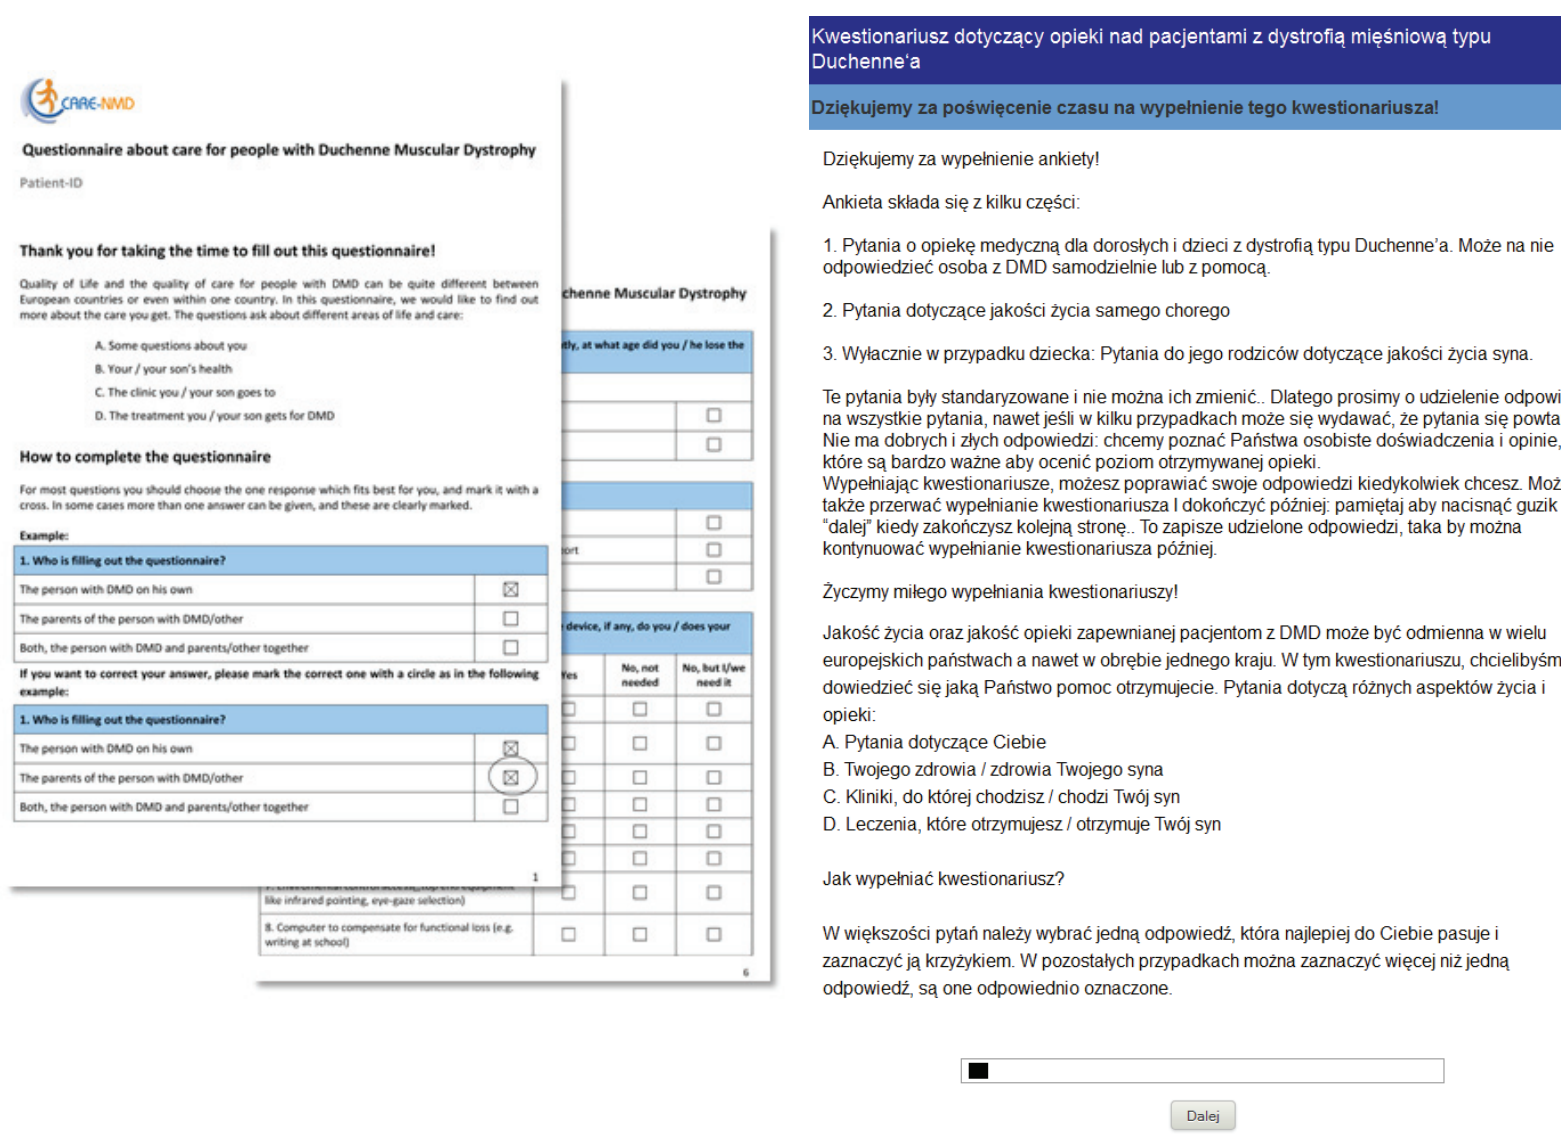 CARE-NMD
Questionnaire about care for people with Duchenne Muscular Dystrophy
Patient-ID
Thank you for taking the time to fill out this questionnaire!
Quality of Life and the quality of care for people with DMD can be quite different between
European countries or even within one country. In this questionnaire, we would like to find out
more about the care you get. The questions ask about different areas of life and care:
A. Some questions about you
B. Your / your son's health
C. The clinic you / your son goes to
D. The treatment you / your son gets for DMD
How to complete the questionnaire
For most questions you should choose the one response which fits best for you, and mark it with a
cross. In some cases more than one answer can be given, and these are clearly marked.
Example:
1. Who is filling out the questionnaire?
The person with DMD on his own
The parents of the person with DMD/other
Both, the person with DMD and parents/other together
If you want to correct your answer, please mark the correct one with a circle as in the following
example:
1. Who is filling out the questionnaire?
The person with DMD on his own
The parents of the person with DMD/other
Both, the person with DMD and parents/other together
1
chenne Muscular Dystrophy
tly, at what age did you / he lose the
ort
device, if any, do you / does your
Yes
No, not
needed
No, but I/we
need it
like infrared pointing, eye-gaze selection)
8. Computer to compensate for functional loss (e.g.
writing at school)
6
Kwestionariusz dotyczący opieki nad pacjentami z dystrofią mięśniową typu
Duchenne‘a
Dziękujemy za poświęcenie czasu na wypełnienie tego kwestionariusza!
Dziękujemy za wypełnienie ankiety!
Ankieta składa się z kilku części:
1. Pytania o opiekę medyczną dla dorosłych i dzieci z dystrofią typu Duchenne’a. Może na nie
odpowiedzieć osoba z DMD samodzielnie lub z pomocą.
2. Pytania dotyczące jakości życia samego chorego
3. Wyłacznie w przypadku dziecka: Pytania do jego rodziców dotyczące jakości życia syna.
Te pytania były standaryzowane i nie można ich zmienić.. Dlatego prosimy o udzielenie odpowi
na wszystkie pytania, nawet jeśli w kilku przypadkach może się wydawać, że pytania się powta
Nie ma dobrych i złych odpowiedzi: chcemy poznać Państwa osobiste doświadczenia i opinie,
które są bardzo ważne aby ocenić poziom otrzymywanej opieki.
Wypełniając kwestionariusze, możesz poprawiać swoje odpowiedzi kiedykolwiek chcesz. Moż
także przerwać wypełnianie kwestionariusza I dokończyć później: pamiętaj aby nacisnąć guzik
“dalej” kiedy zakończysz kolejną stronę.. To zapisze udzielone odpowiedzi, taka by można
kontynuować wypełnianie kwestionariusza później.
Życzymy miłego wypełniania kwestionariuszy!
Jakość życia oraz jakość opieki zapewnianej pacjentom z DMD może być odmienna w wielu
europejskich państwach a nawet w obrębie jednego kraju. W tym kwestionariuszu, chcielibyśm
dowiedzieć się jaką Państwo pomoc otrzymujecie. Pytania dotyczą różnych aspektów życia i
opieki:
A. Pytania dotyczące Ciebie
B. Twojego zdrowia / zdrowia Twojego syna
C. Kliniki, do której chodzisz / chodzi Twój syn
D. Leczenia, które otrzymujesz / otrzymuje Twój syn
Jak wypełniać kwestionariusz?
W większości pytań należy wybrać jedną odpowiedź, która najlepiej do Ciebie pasuje i
zaznaczyć ją krzyżykiem. W pozostałych przypadkach można zaznaczyć więcej niż jedną
odpowiedź, są one odpowiednio oznaczone.
Dalej